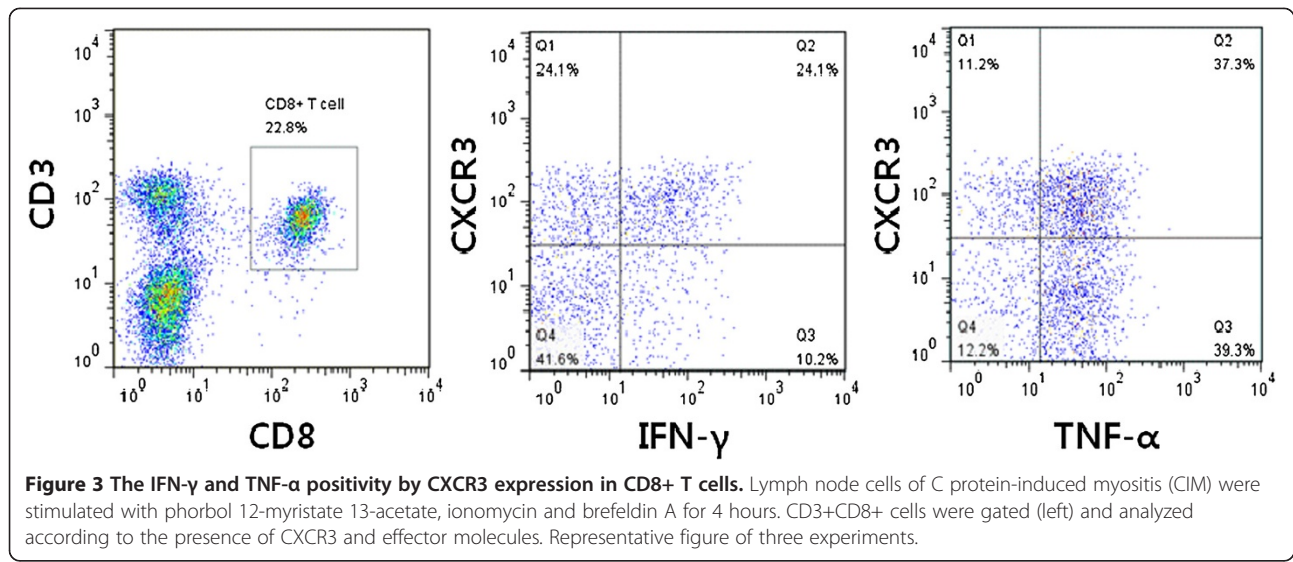 CD3
10⁴
10³
10²
10¹
10⁰
CD8+ T cell
22.8%
10⁰ 10¹ 10² 10³ 10⁴
CD8
CXCR3
10⁴
10³
10²
10¹
10⁰
Q1
24.1%
Q2
24.1%
Q4
41.6%
Q3
10.2%
10⁰ 10¹ 10² 10³ 10⁴
IFN-γ
CXCR3
10⁴
10³
10²
10¹
10⁰
Q1
11.2%
Q2
37.3%
Q4
12.2%
Q3
39.3%
10⁰ 10¹ 10² 10³ 10⁴
TNF-α
Figure 3 The IFN-γ and TNF-α positivity by CXCR3 expression in CD8+ T cells. Lymph node cells of C protein-induced myositis (CIM) were
stimulated with phorbol 12-myristate 13-acetate, ionomycin and brefeldin A for 4 hours. CD3+CD8+ cells were gated (left) and analyzed
according to the presence of CXCR3 and effector molecules. Representative figure of three experiments.